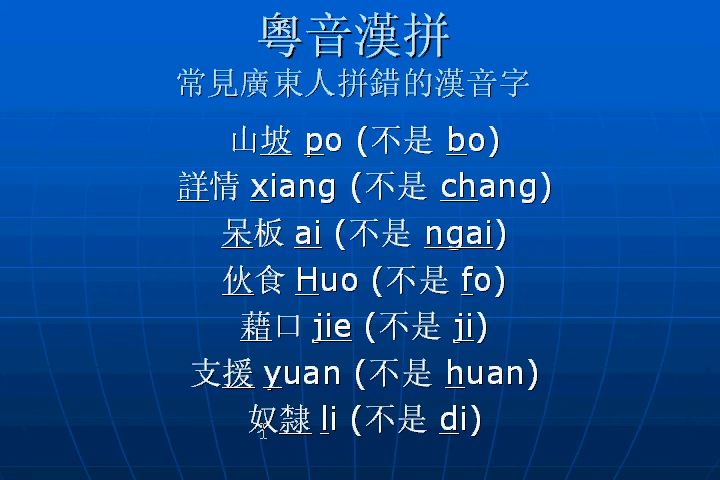 粵音漢拼
常見廣東人拼錯的漢音字
山坡 po (不是 bo)
詳情 xiang (不是 chang)
呆板 ai (不是 ngai)
伙食 Huo (不是 fo)
藉口 jie (不是 ji)
支援 yuan (不是 huan)
奴隸 li (不是 di)